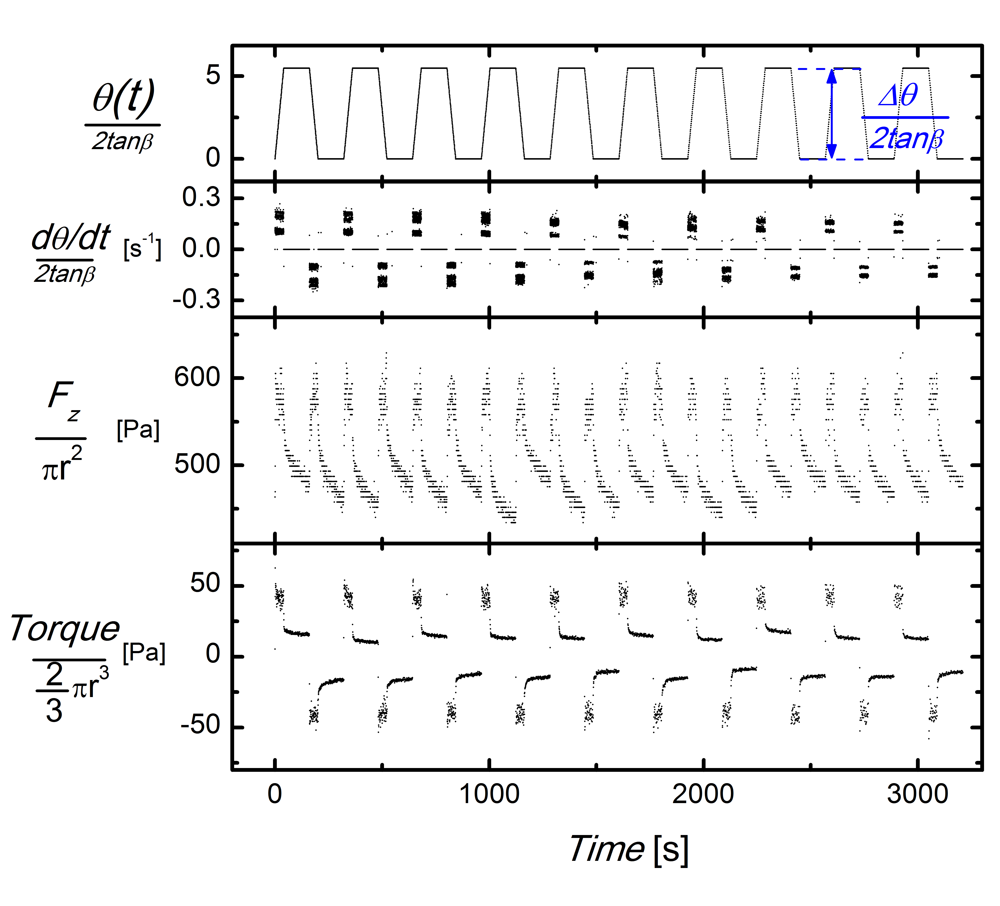 5
0
θ(t)
2tanβ
Δθ
2tanβ
0.3
0.0
-0.3
dθ/dt [s-1]
2tanβ
600
500
Fz
πr2
[Pa]
50
0
-50
Torque
[Pa]
2
3
πr3
0 1000 2000 3000
Time [s]